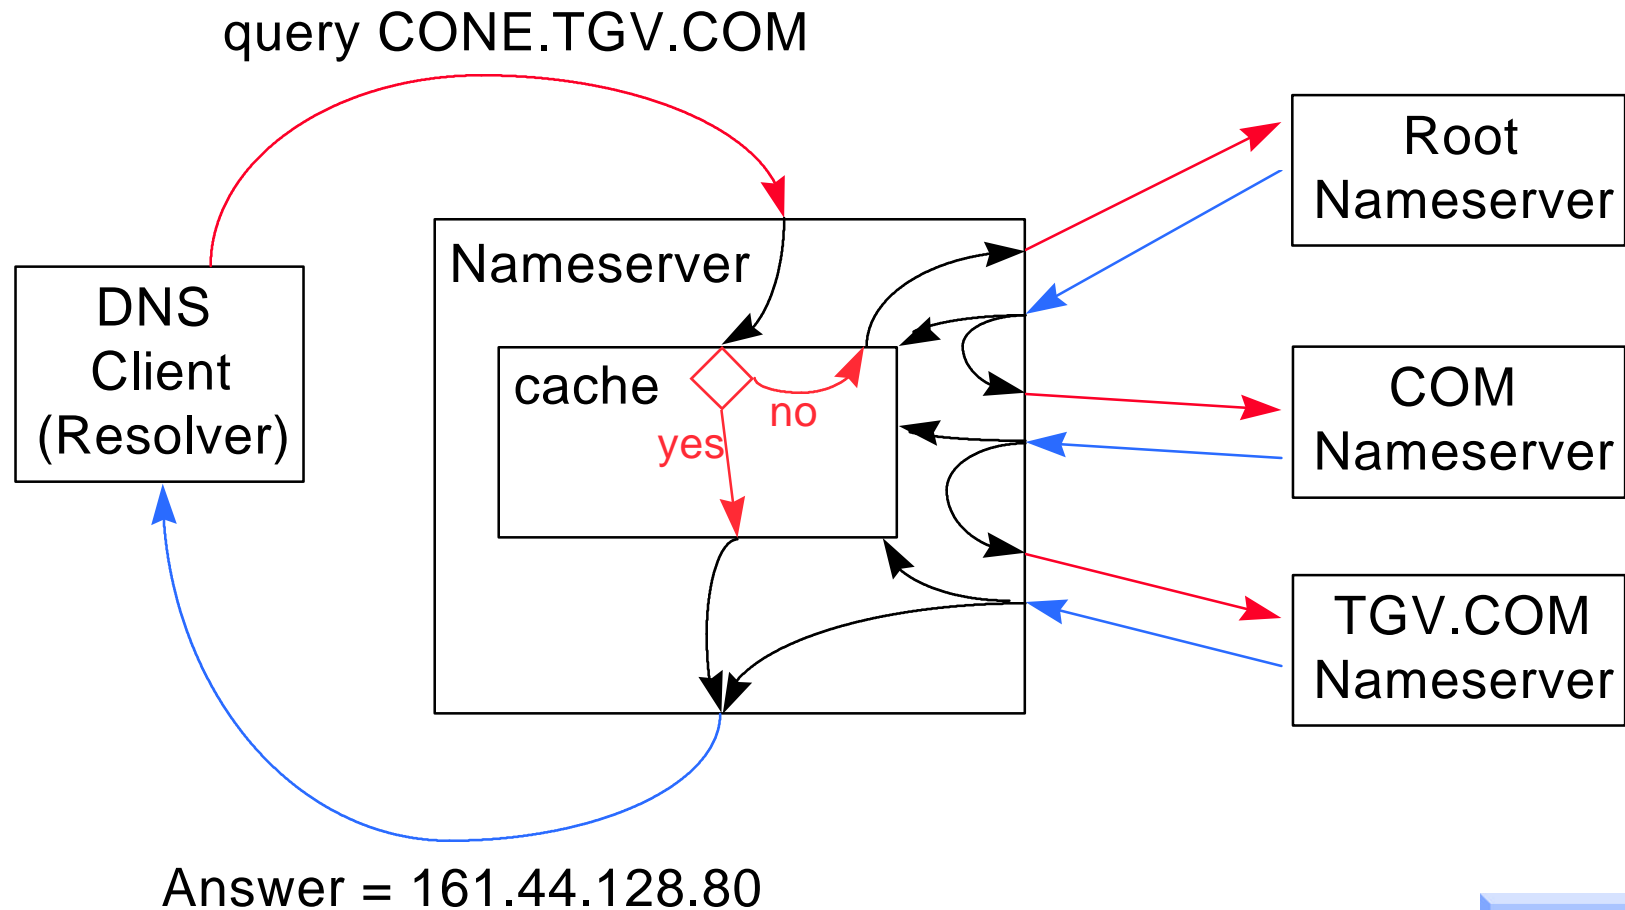 query CONE.TGV.COM
Root
Nameserver
Nameserver
DNS
Client
(Resolver)
cache
no
yes
COM
Nameserver
TGV.COM
Nameserver
Answer = 161.44.128.80